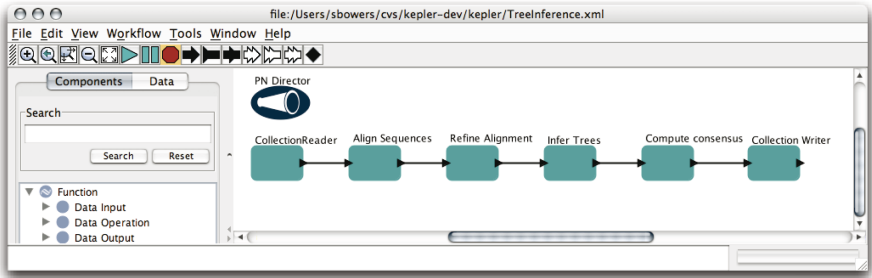 file:/Users/sbowers/cvs/kepler-dev/kepler/TreeInference.xml
File Edit View Workflow Tools Window Help
Components Data
PN Director
Search
CollectionReader Align Sequences Refine Alignment Infer Trees Compute consensus Collection Writer
Search Reset
Function
Data Input
Data Operation
Data Output